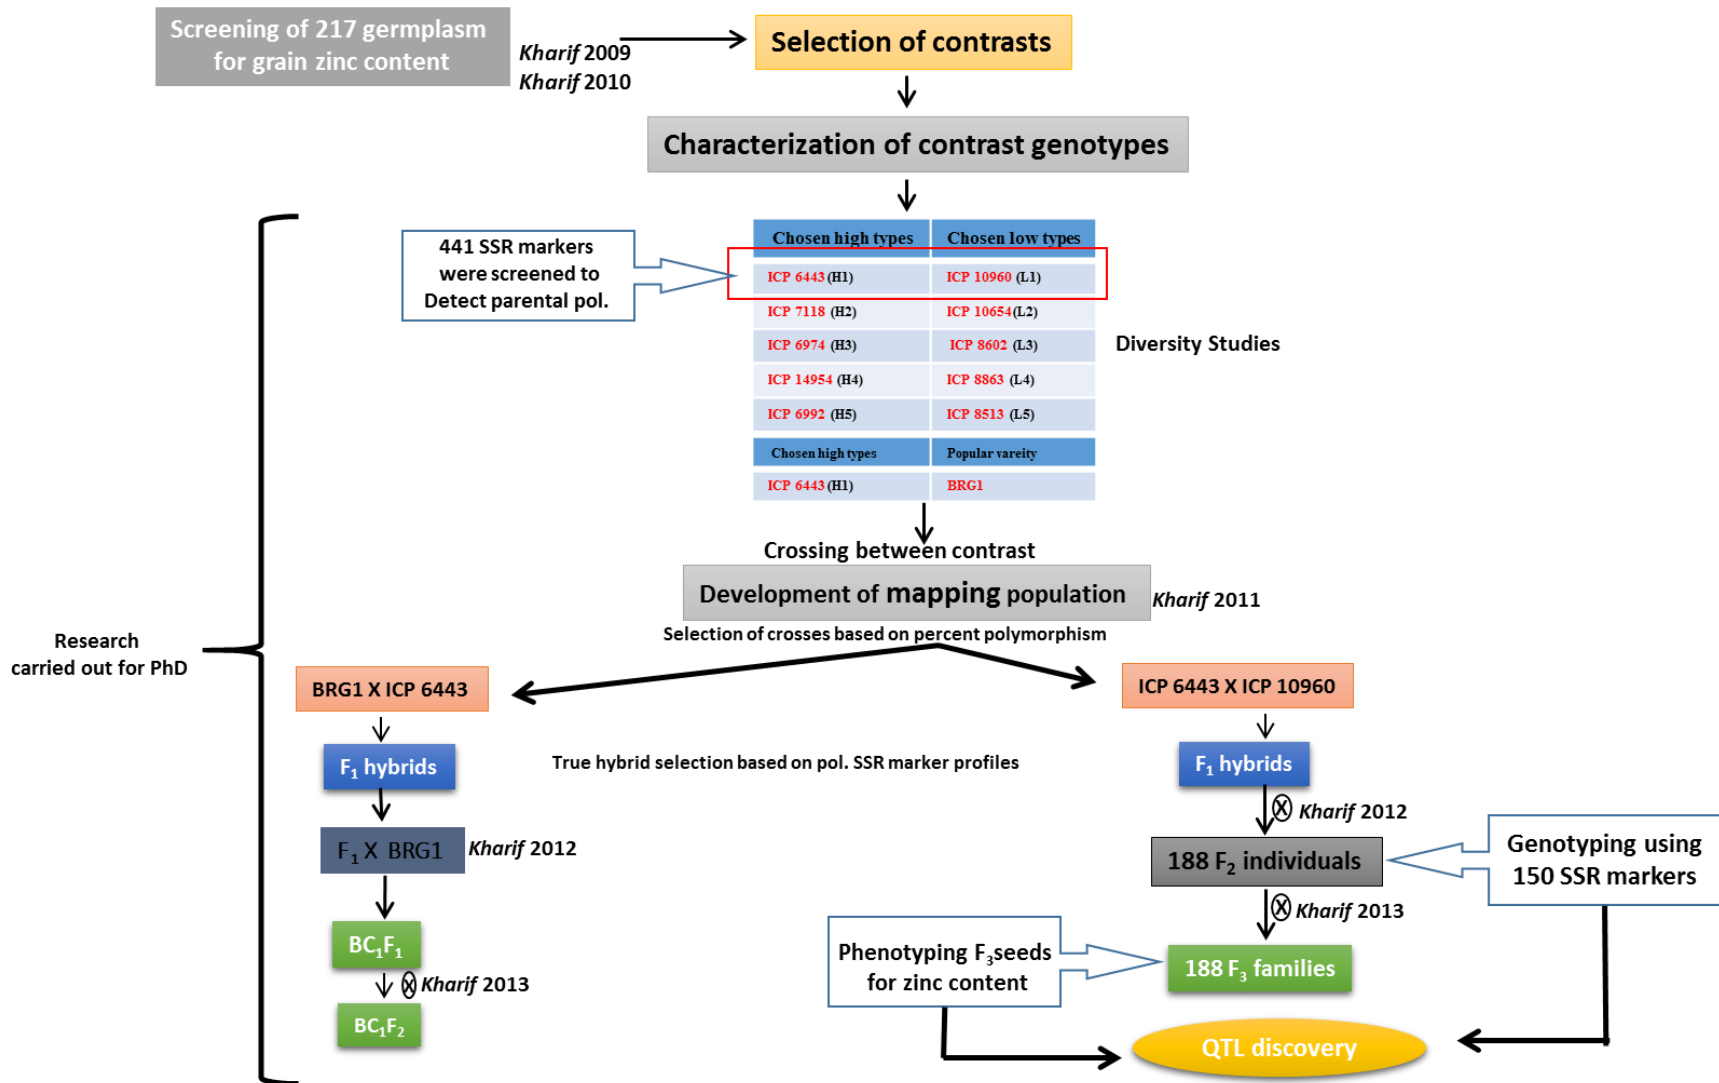 Screening of 217 germplasm
for grain zinc content
Kharif 2009
Kharif 2010
Selection of contrasts
Characterization of contrast genotypes
441 SSR markers
were screened to
Detect parental pol.
Chosen high types Chosen low types
ICP 6443 (H1) ICP 10960 (L1)
ICP 7118 (H2) ICP 10654(L2)
ICP 6974 (H3) ICP 8602 (L3)
ICP 14954 (H4) ICP 8863 (L4)
ICP 6992 (H5) ICP 8513 (L5)
Chosen high types Popular vareity
ICP 6443 (H1) BRG1
Diversity Studies
Crossing between contrast
Development of mapping population
Kharif 2011
Selection of crosses based on percent polymorphism
Research
carried out for PhD
BRG1 X ICP 6443
ICP 6443 X ICP 10960
F₁ hybrids
True hybrid selection based on pol. SSR marker profiles
F₁ hybrids
Kharif 2012
F₁ X BRG1
Kharif 2012
188 F₂ individuals
Genotyping using
150 SSR markers
Kharif 2013
BC₁F₁
Kharif 2013
BC₁F₂
Phenotyping F₃seeds
for zinc content
188 F₃ families
QTL discovery